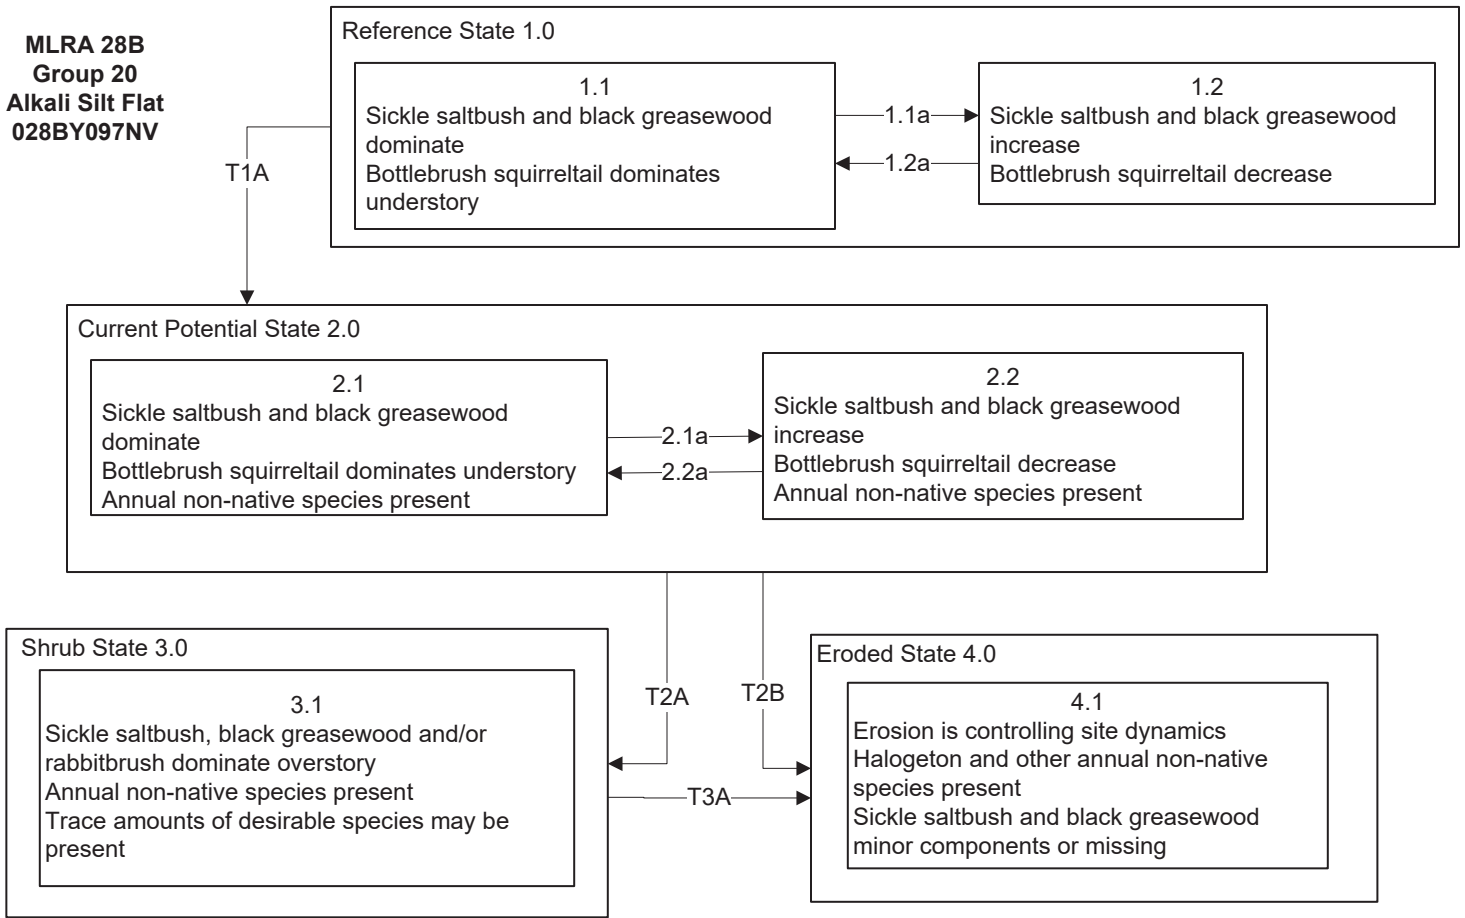 MLRA 28B
Group 20
Alkali Silt Flat
028BY097NV
Reference State 1.0
1.1
Sickle saltbush and black greasewood
dominate
Bottlebrush squirreltail dominates
understory
1.1a
1.2a
1.2
Sickle saltbush and black greasewood
increase
Bottlebrush squirreltail decrease
T1A
Current Potential State 2.0
2.1
Sickle saltbush and black greasewood
dominate
Bottlebrush squirreltail dominates understory
Annual non-native species present
2.1a
2.2a
2.2
Sickle saltbush and black greasewood
increase
Bottlebrush squirreltail decrease
Annual non-native species present
T2A
T2B
Shrub State 3.0
3.1
Sickle saltbush, black greasewood and/or
rabbitbrush dominate overstory
Annual non-native species present
Trace amounts of desirable species may be
present
T3A
Eroded State 4.0
4.1
Erosion is controlling site dynamics
Halogeton and other annual non-native
species present
Sickle saltbush and black greasewood
minor components or missing